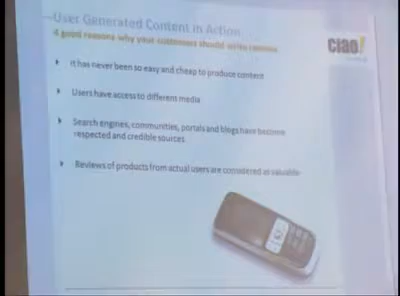 User Generated Content in Action
4 good reasons why your customers should write reviews
ciao!
It has never been so easy and cheap to produce content
Users have access to different media
Search engines, communities, portals and blogs have become
respected and credible sources
Reviews of products from actual users are considered as valuable